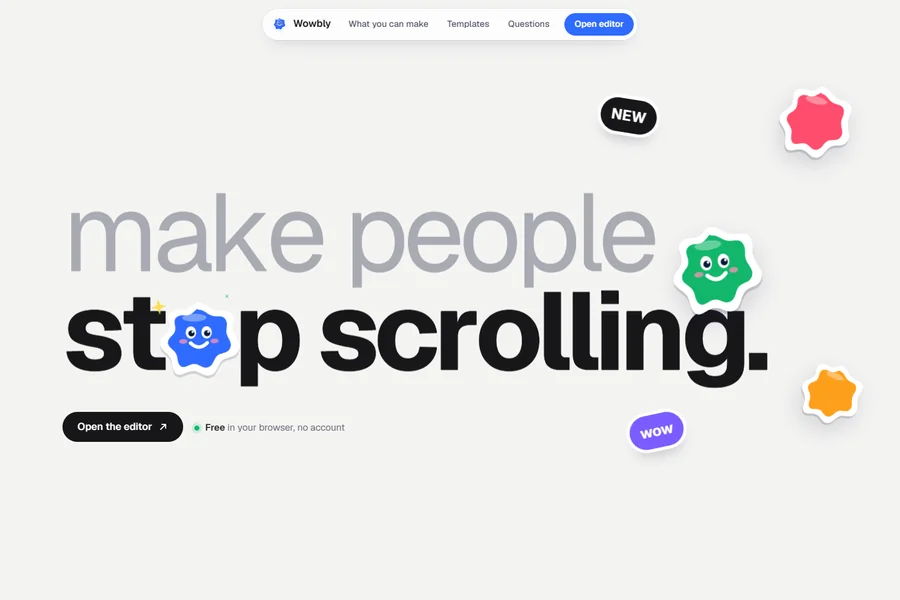 Wowbly What you can make Templates Questions Open editor
NEW
make people
stop scrolling.
Open the editor Free in your browser, no account
WOW